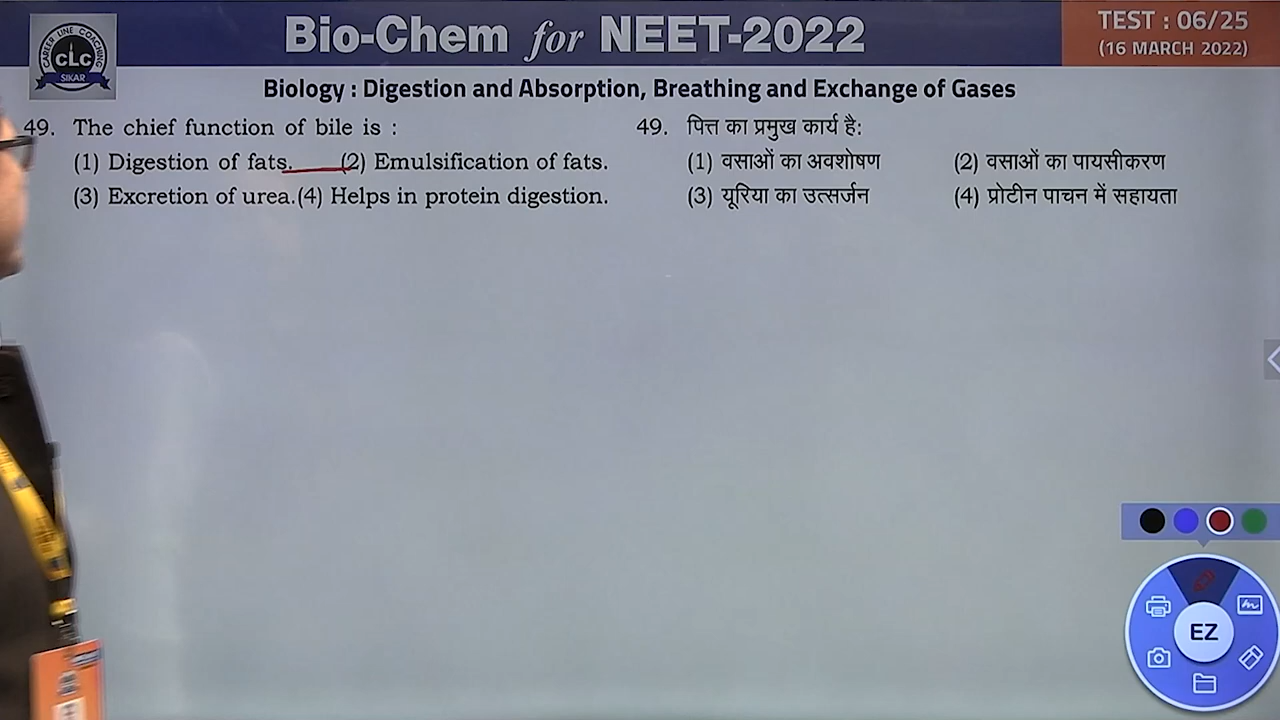 CAREER LINE COACHING
CLC
SIKAR
Bio-Chem for NEET-2022
TEST : 06/25
(16 MARCH 2022)
Biology : Digestion and Absorption, Breathing and Exchange of Gases
49. The chief function of bile is :
(1) Digestion of fats. (2) Emulsification of fats.
(3) Excretion of urea.(4) Helps in protein digestion.
49. पित्त का प्रमुख कार्य है:
(1) वसाओं का अवशोषण (2) वसाओं का पायसीकरण
(3) यूरिया का उत्सर्जन (4) प्रोटीन पाचन में सहायता
EZ